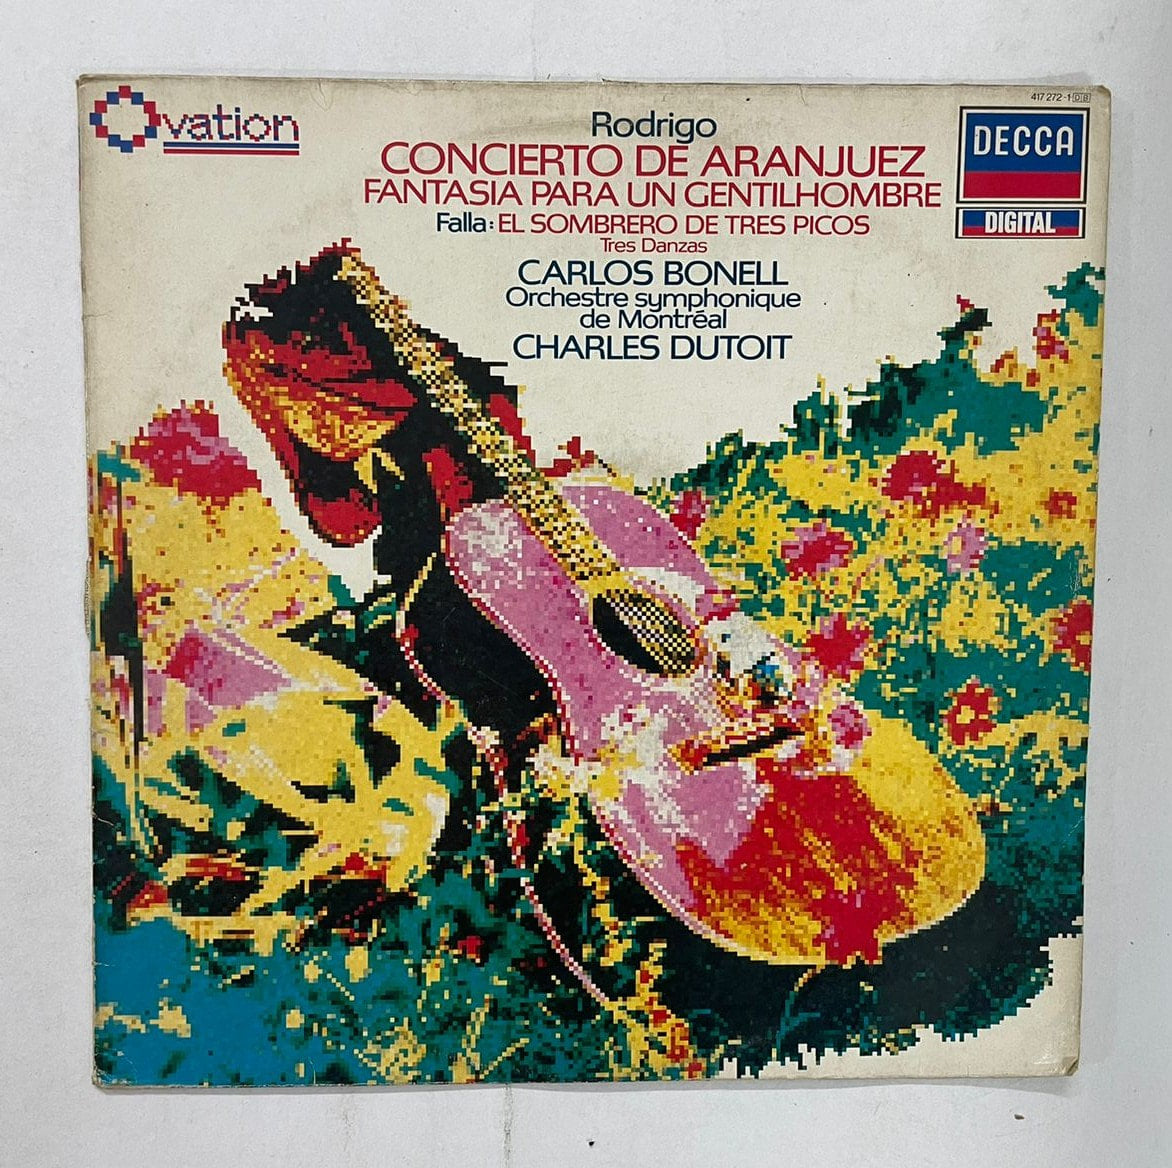 Ovation
417 272-1 DB
Rodrigo
CONCIERTO DE ARANJUEZ
FANTASIA PARA UN GENTILHOMBRE
Falla: EL SOMBRERO DE TRES PICOS
Tres Danzas
CARLOS BONELL
Orchestre symphonique
de Montréal
CHARLES DUTOIT
DECCA
DIGITAL